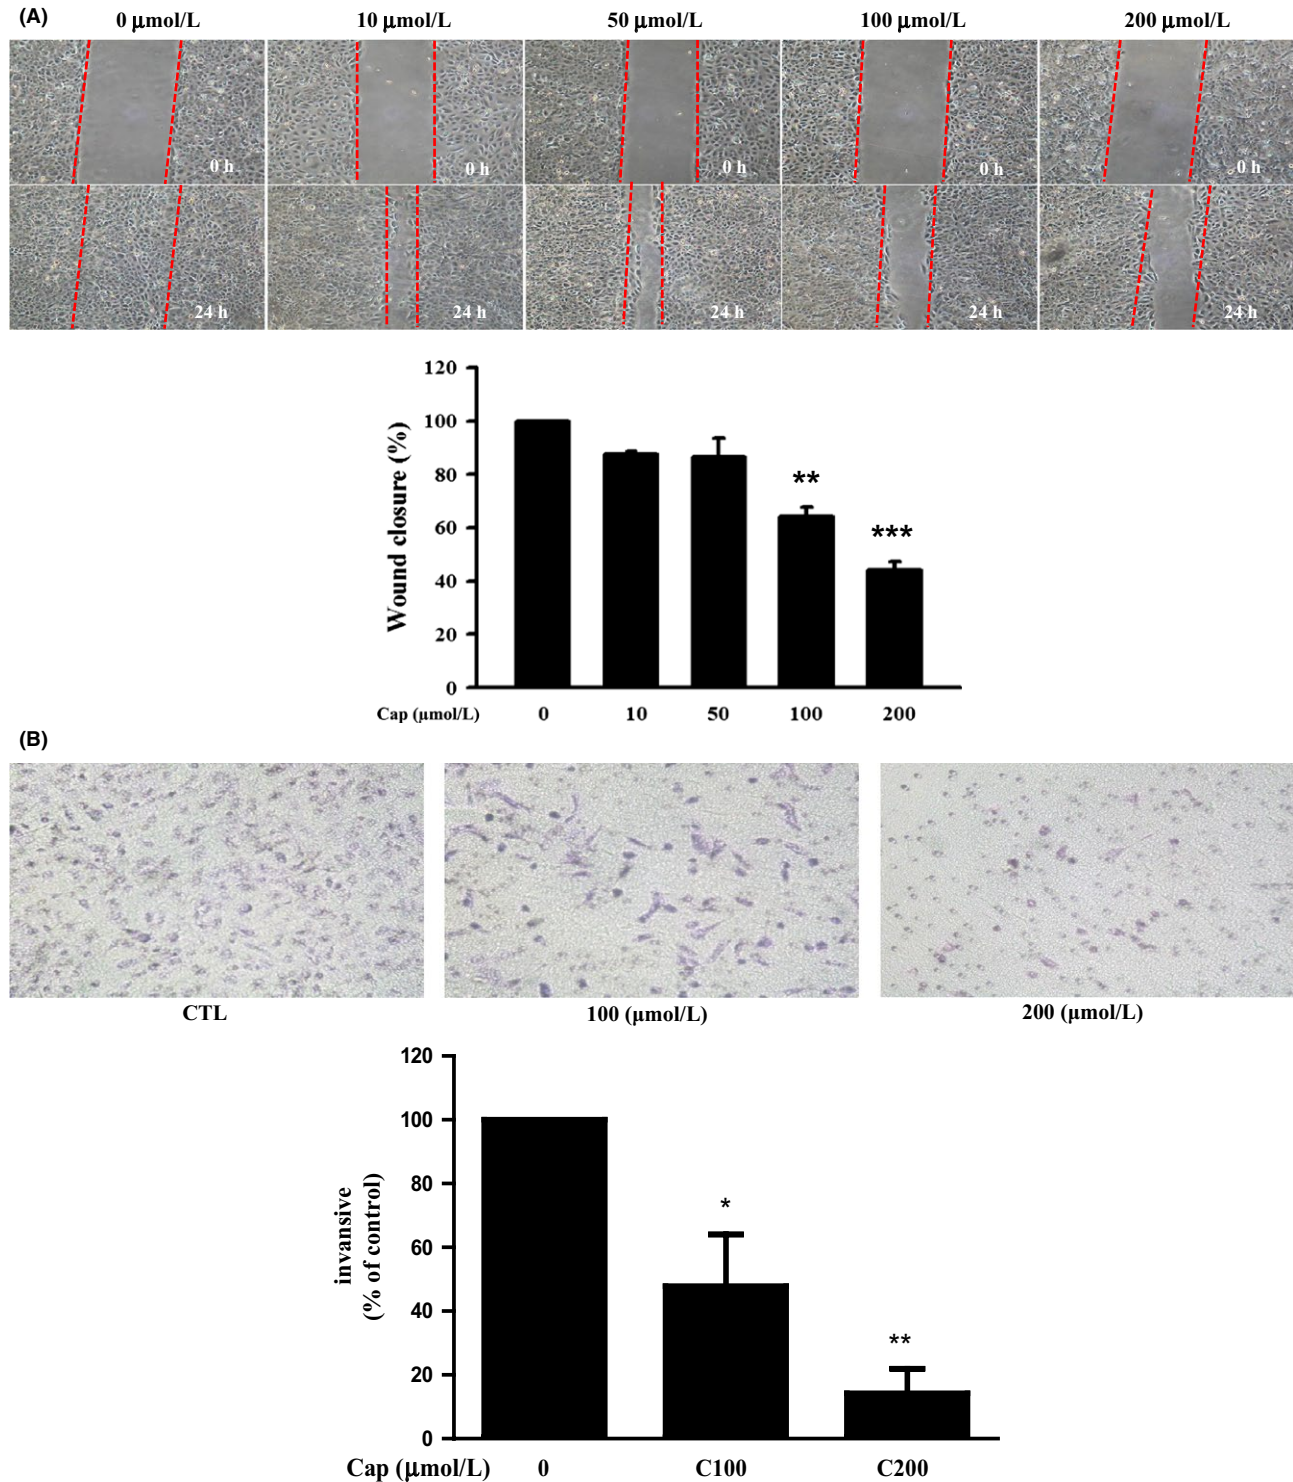 (A)
0 μmol/L 10 μmol/L 50 μmol/L 100 μmol/L 200 μmol/L
0 h 0 h 0 h 0 h 0 h
24 h 24 h 24 h 24 h 24 h
120
100
80
60
40
20
0
Wound closure (%)
**
***
Cap (μmol/L) 0 10 50 100 200
(B)
CTL 100 (μmol/L) 200 (μmol/L)
120
100
80
60
40
20
0
invansive
(% of control)
*
**
Cap (μmol/L) 0 C100 C200